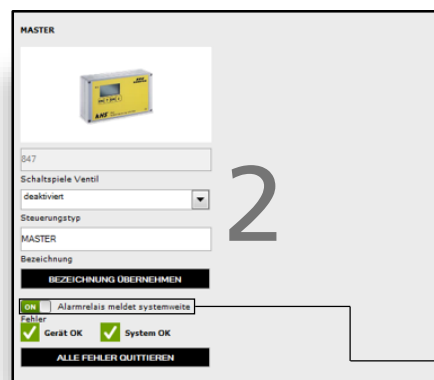 MASTER
KHS
847
Schaltspiele Ventil
deaktiviert
Steuerungstyp
MASTER
Bezeichnung
BEZEICHNUNG ÜBERNEHMEN
ON Alarmrelais meldet systemweite
Fehler
Gerät OK System OK
ALLE FEHLER QUITTIEREN
2